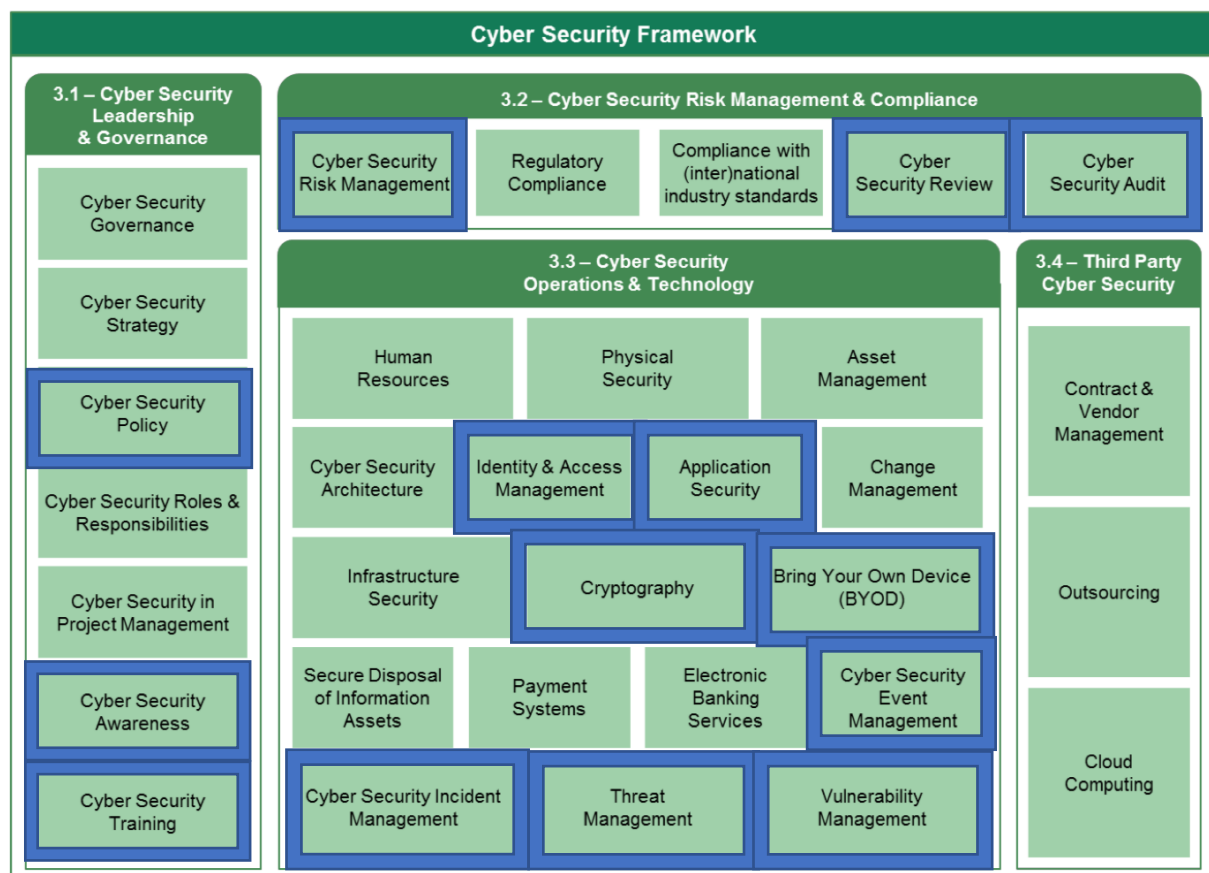 Cyber Security Framework
3.1 – Cyber Security
Leadership
& Governance
Cyber Security
Governance
Cyber Security
Strategy
Cyber Security
Policy
Cyber Security Roles &
Responsibilities
Cyber Security in
Project Management
Cyber Security
Awareness
Cyber Security
Training
3.2 – Cyber Security Risk Management & Compliance
Cyber Security
Risk Management
Regulatory
Compliance
Compliance with
(inter)national
industry standards
Cyber
Security Review
Cyber
Security Audit
3.3 – Cyber Security
Operations & Technology
Human
Resources
Physical
Security
Asset
Management
Cyber Security
Architecture
Identity & Access
Management
Application
Security
Change
Management
Infrastructure
Security
Cryptography
Bring Your Own Device
(BYOD)
Secure Disposal
of Information
Assets
Payment
Systems
Electronic
Banking
Services
Cyber Security
Event
Management
Cyber Security Incident
Management
Threat
Management
Vulnerability
Management
3.4 – Third Party
Cyber Security
Contract &
Vendor
Management
Outsourcing
Cloud
Computing